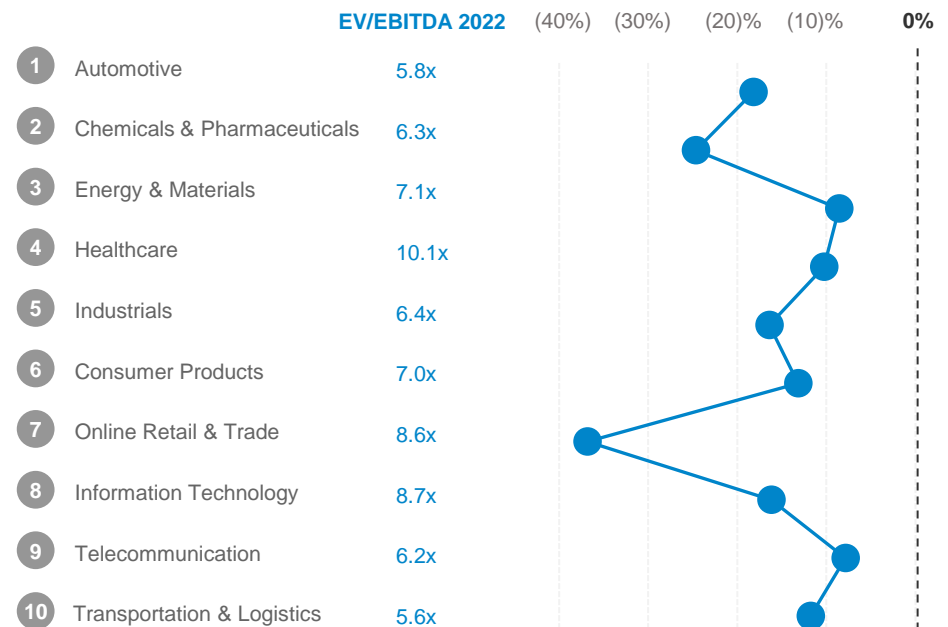 EV/EBITDA 2022 (40%) (30%) (20)% (10)% 0%
1 Automotive 5.8x
2 Chemicals & Pharmaceuticals 6.3x
3 Energy & Materials 7.1x
4 Healthcare 10.1x
5 Industrials 6.4x
6 Consumer Products 7.0x
7 Online Retail & Trade 8.6x
8 Information Technology 8.7x
9 Telecommunication 6.2x
10 Transportation & Logistics 5.6x